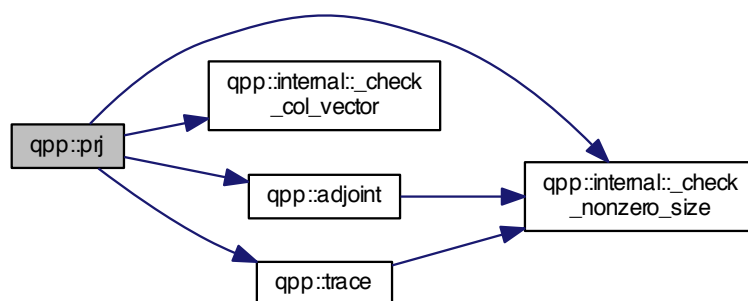 qpp::internal::_check
_col_vector
qpp::prj
qpp::internal::_check
_nonzero_size
qpp::adjoint
qpp::trace